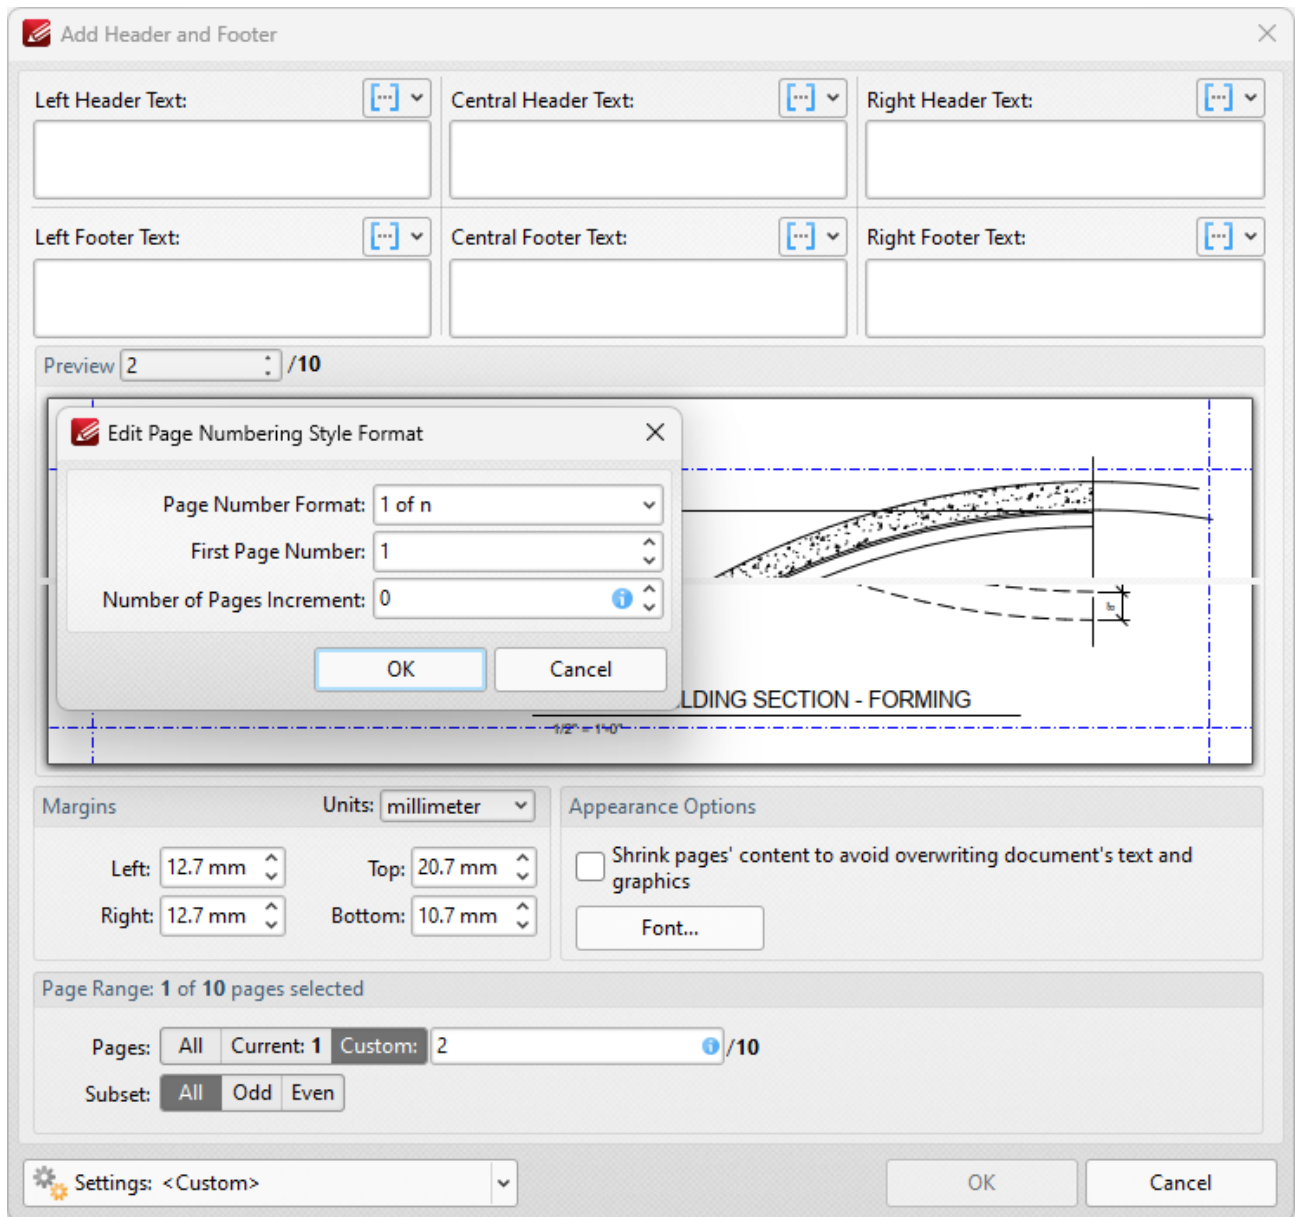 Add Header and Footer
Left Header Text:
Central Header Text:
Right Header Text:
Left Footer Text:
Central Footer Text:
Right Footer Text:
Preview 2 /10
Edit Page Numbering Style Format
Page Number Format: 1 of n
First Page Number: 1
Number of Pages Increment: 0
OK Cancel
LDING SECTION - FORMING
1/2" = 1'-0"
Margins Units: millimeter
Left: 12.7 mm Top: 20.7 mm
Right: 12.7 mm Bottom: 10.7 mm
Appearance Options
Shrink pages' content to avoid overwriting document's text and
graphics
Font...
Page Range: 1 of 10 pages selected
Pages: All Current: 1 Custom: 2 /10
Subset: All Odd Even
Settings: <Custom> OK Cancel